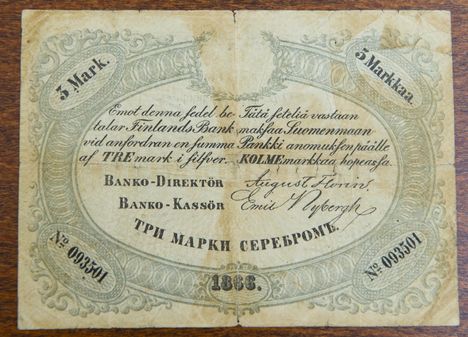 3 Mark.
3 Markkaa.
Emot denna sedel be-
talar Finlands Bank
vid anfordran en summa
af TRE mark i silfver.
Tätä seteliä vastaan
maksaa Suomenmaan
Pankki anomuksen päälle
KOLME markkaa hopeassa.
BANKO-DIREKTÖR August Florin.
BANKO-KASSÖR Emil Nybergh
ТРИ МАРКИ СЕРЕБРОМЪ.
No. 093501
No. 093501
1866.